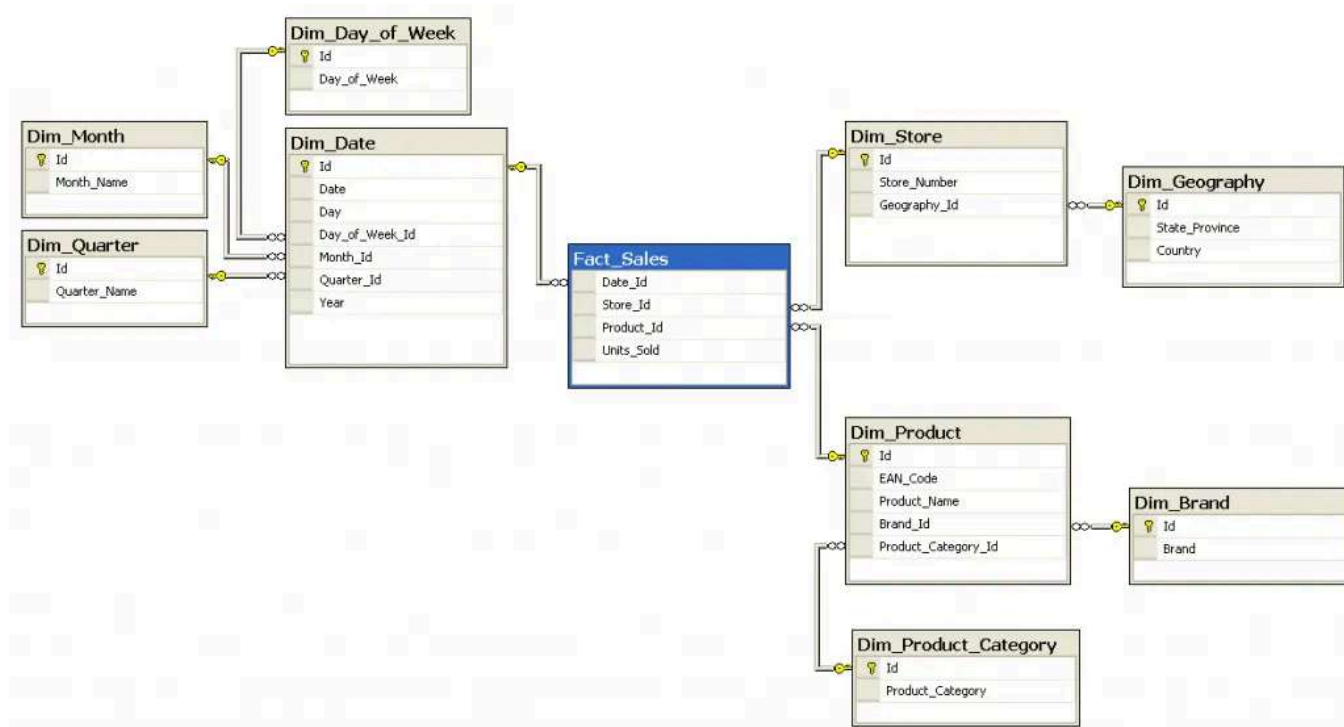 Dim_Day_of_Week
Id
Day_of_Week
Dim_Month
Id
Month_Name
Dim_Quarter
Id
Quarter_Name
Dim_Date
Id
Date
Day
Day_of_Week_Id
Month_Id
Quarter_Id
Year
Fact_Sales
Date_Id
Store_Id
Product_Id
Units_Sold
Dim_Store
Id
Store_Number
Geography_Id
Dim_Geography
Id
State_Province
Country
Dim_Product
Id
EAN_Code
Product_Name
Brand_Id
Product_Category_Id
Dim_Brand
Id
Brand
Dim_Product_Category
Id
Product_Category